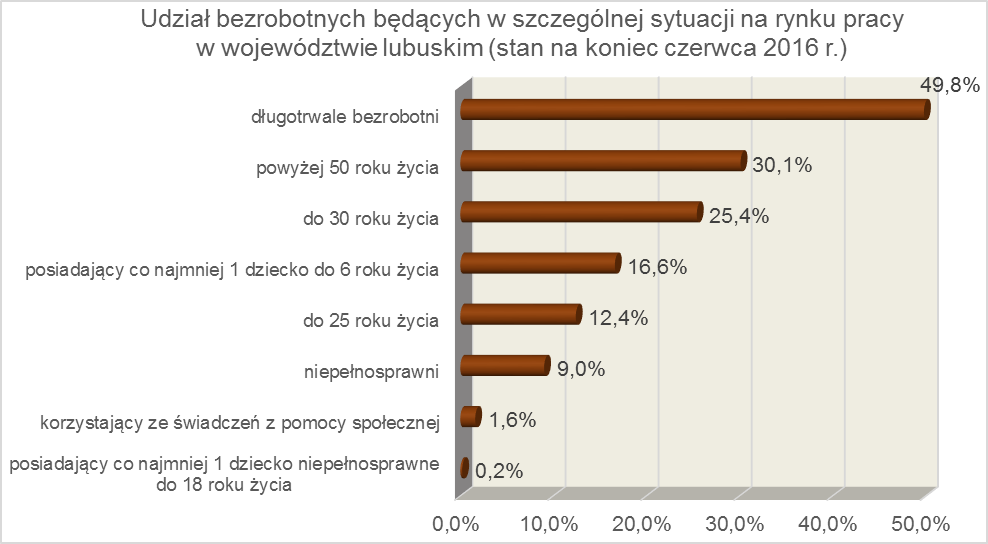 Udział bezrobotnych będących w szczególnej sytuacji na rynku pracy
w województwie lubuskim (stan na koniec czerwca 2016 r.)
długotrwale bezrobotni
49,8%
powyżej 50 roku życia
30,1%
do 30 roku życia
25,4%
posiadający co najmniej 1 dziecko do 6 roku życia
16,6%
do 25 roku życia
12,4%
niepełnosprawni
9,0%
korzystający ze świadczeń z pomocy społecznej
1,6%
posiadający co najmniej 1 dziecko niepełnosprawne
do 18 roku życia
0,2%
0,0% 10,0% 20,0% 30,0% 40,0% 50,0%